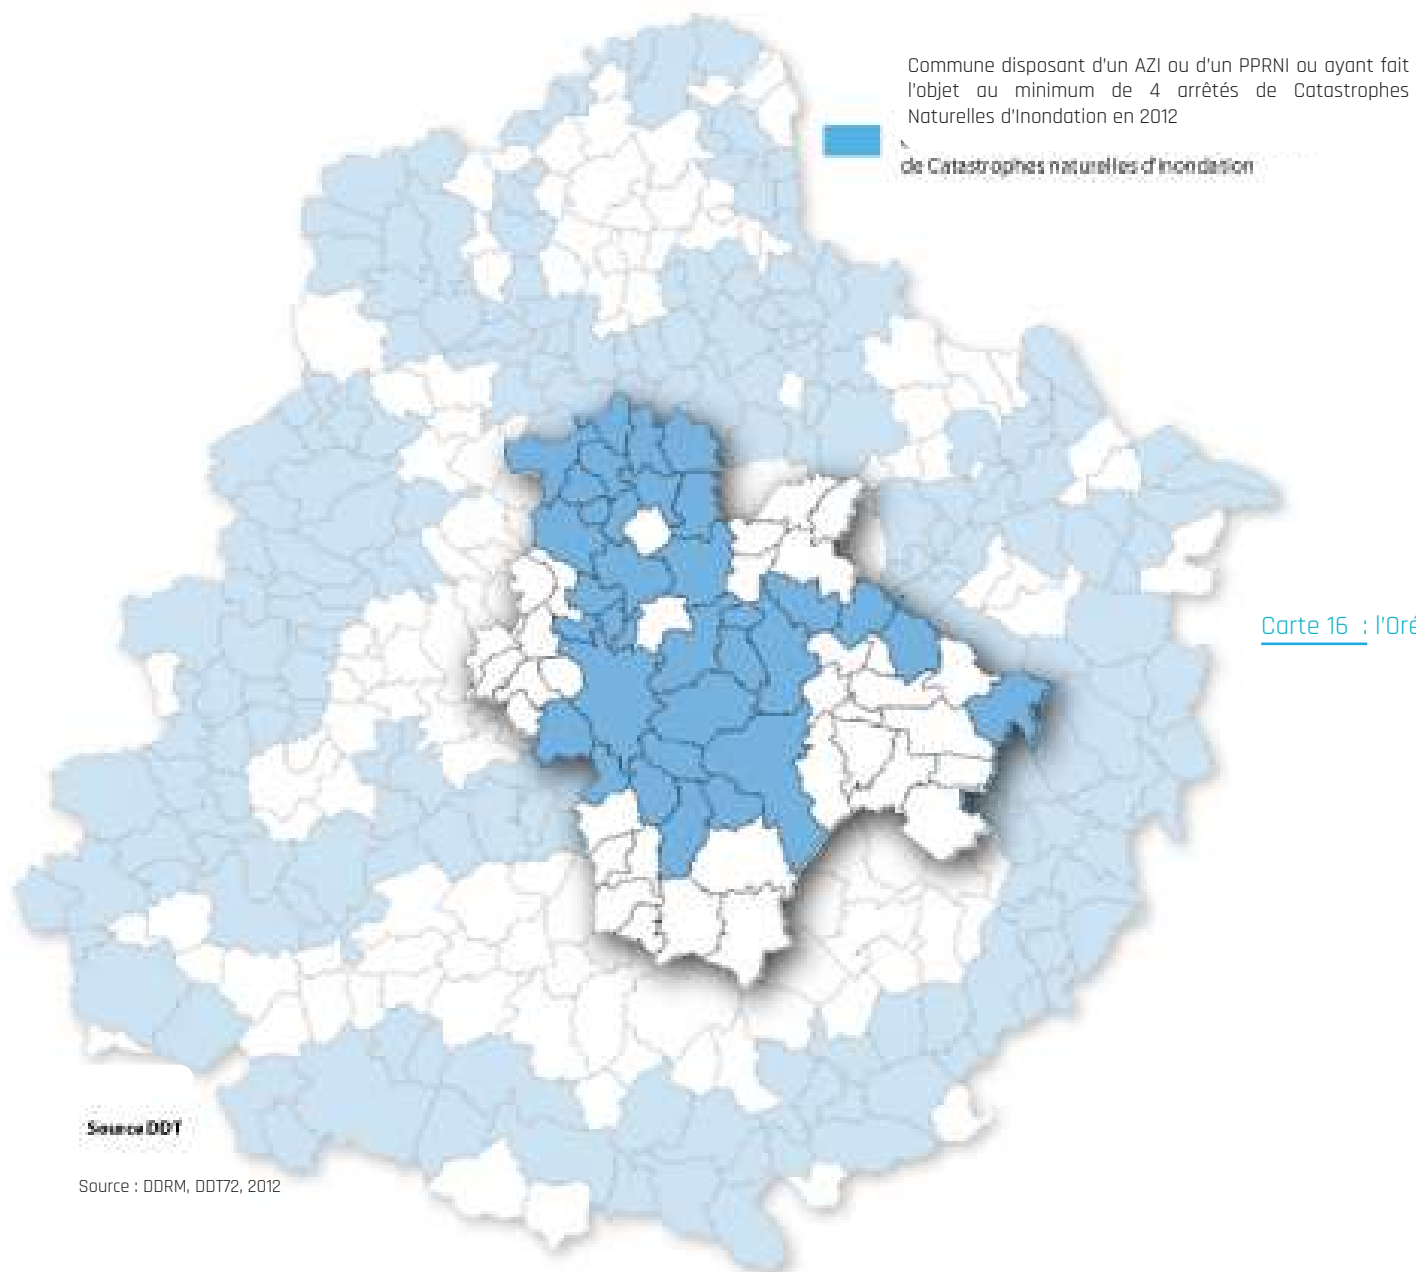 Commune disposant d'un AZI ou d'un PPRNI ou ayant fait
l'objet au minimum de 4 arrêtés de Catastrophes
Naturelles d'Inondation en 2012
de Catastrophes naturelles d'inondation
Carte 16 : l'Oré
Source DDT
Source : DDRM, DDT72, 2012